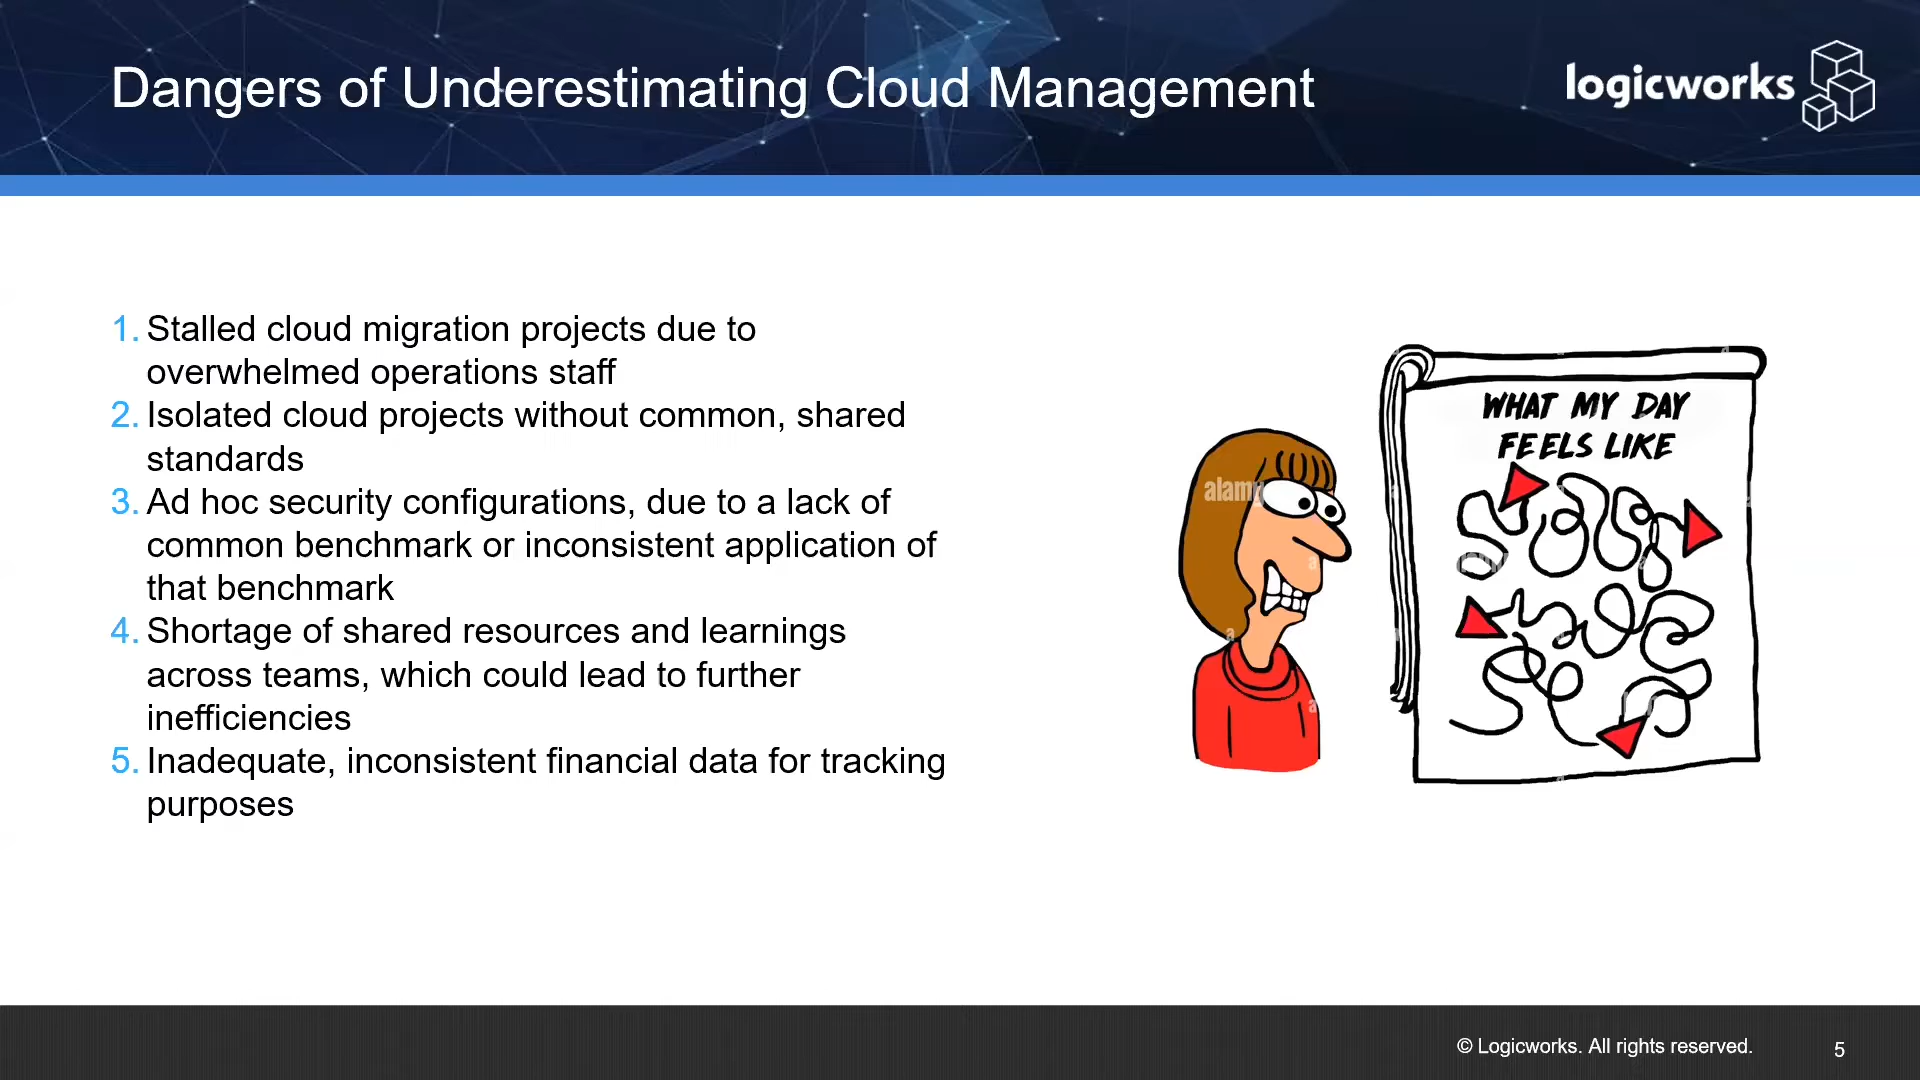 Dangers of Underestimating Cloud Management
logicworks
1. Stalled cloud migration projects due to
overwhelmed operations staff
2. Isolated cloud projects without common, shared
standards
3. Ad hoc security configurations, due to a lack of
common benchmark or inconsistent application of
that benchmark
4. Shortage of shared resources and learnings
across teams, which could lead to further
inefficiencies
5. Inadequate, inconsistent financial data for tracking
purposes
WHAT MY DAY
FEELS LIKE
alamy
© Logicworks. All rights reserved.
5